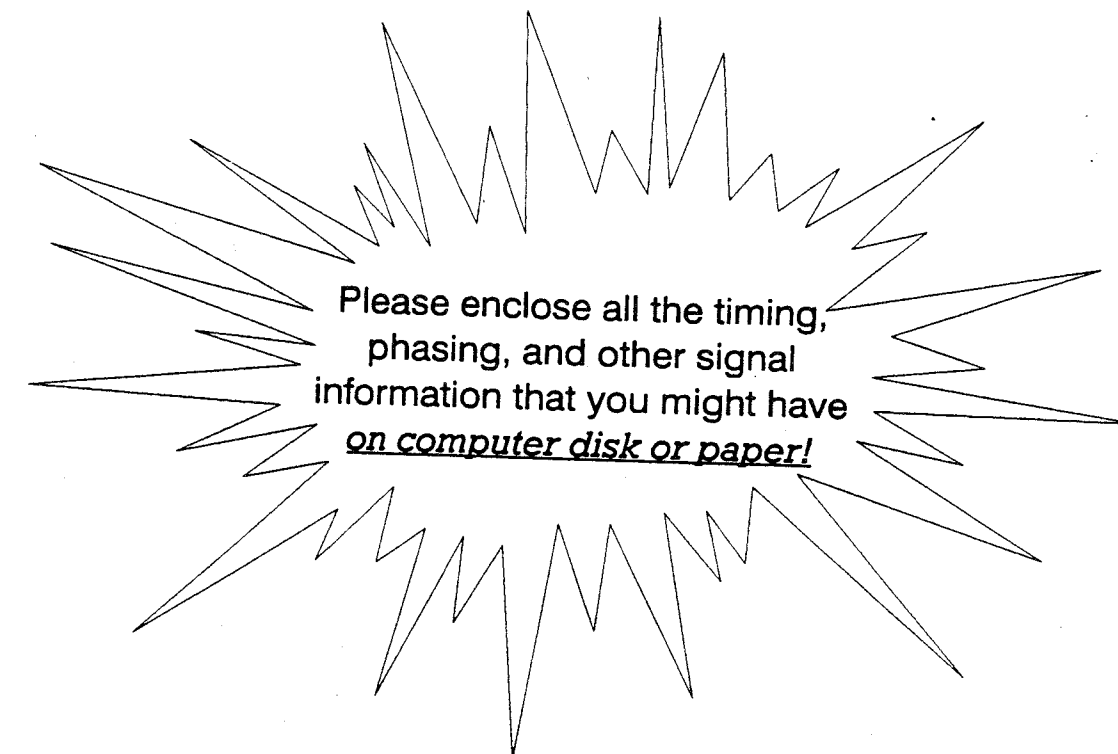 Please enclose all the timing,
phasing, and other signal
information that you might have
on computer disk or paper!